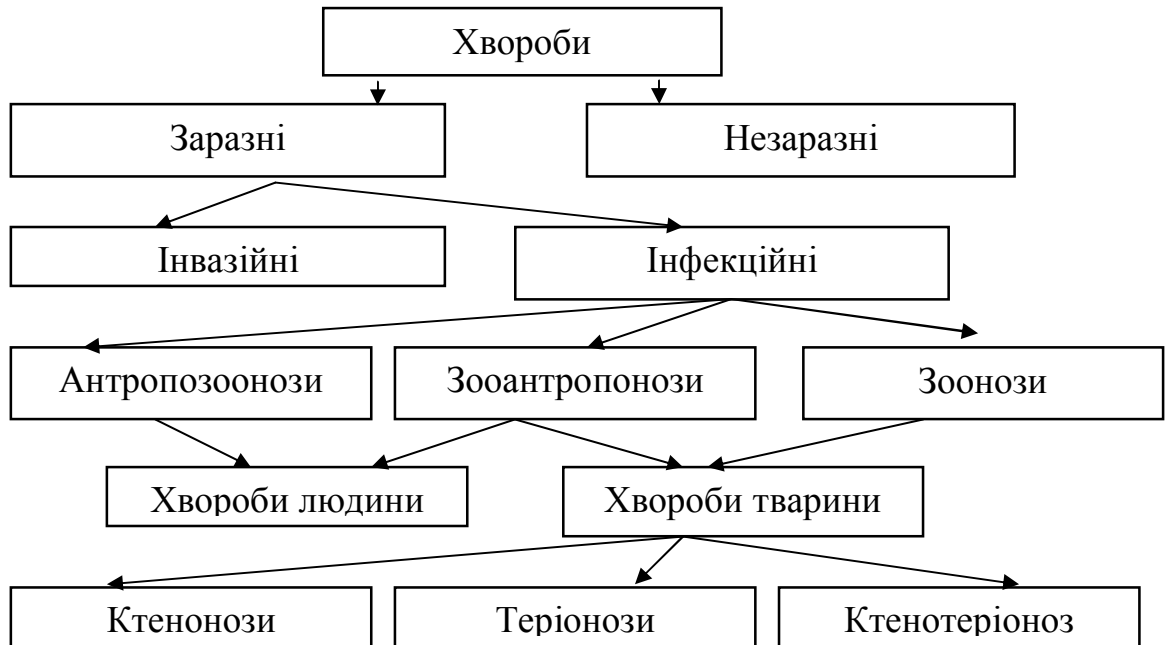 Хвороби
Заразні
Незаразні
Інвазійні
Інфекційні
Антропозоонози
Зооантропонози
Зоонози
Хвороби людини
Хвороби тварини
Ктенонози
Теріонози
Ктенотеріоноз